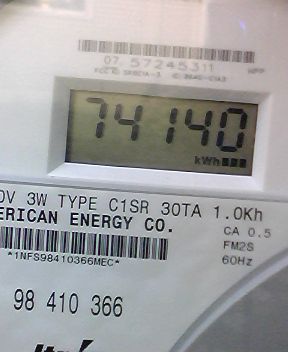 07 57245311
74140
kWh
0V 3W TYPE C1SR 30TA 1.0Kh
ERICAN ENERGY CO.
CA 0.5
FM2S
*1NFS98410366MEC*
60Hz
98 410 366